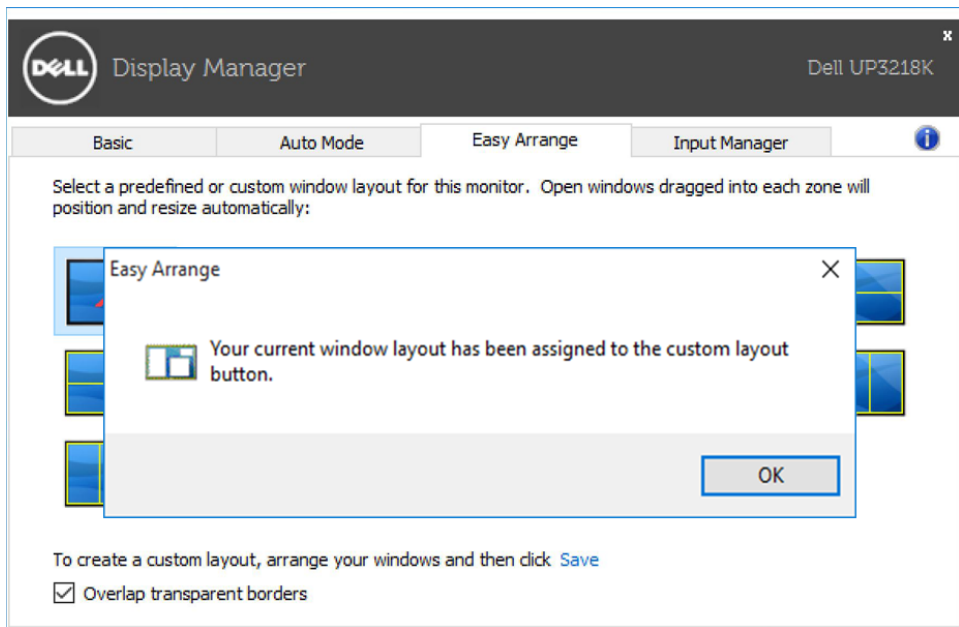 DELL Display Manager
x
Dell UP3218K
Basic
Auto Mode
Easy Arrange
Input Manager
i
Select a predefined or custom window layout for this monitor. Open windows dragged into each zone will
position and resize automatically:
Easy Arrange
Your current window layout has been assigned to the custom layout
button.
OK
To create a custom layout, arrange your windows and then click Save
Overlap transparent borders